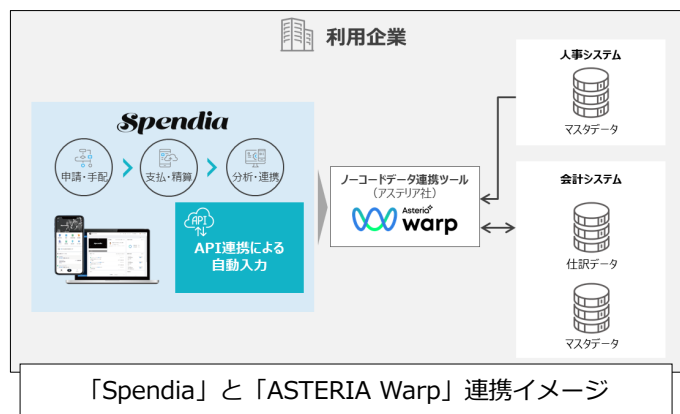 利用企業
Spendia
申請・手配
支払・精算
分析・連携
API
API連携による
自動入力
ノーコードデータ連携ツール
（アステリア社）
Asteria
warp
人事システム
マスタデータ
会計システム
仕訳データ
マスタデータ
「Spendia」と「ASTERIA Warp」連携イメージ